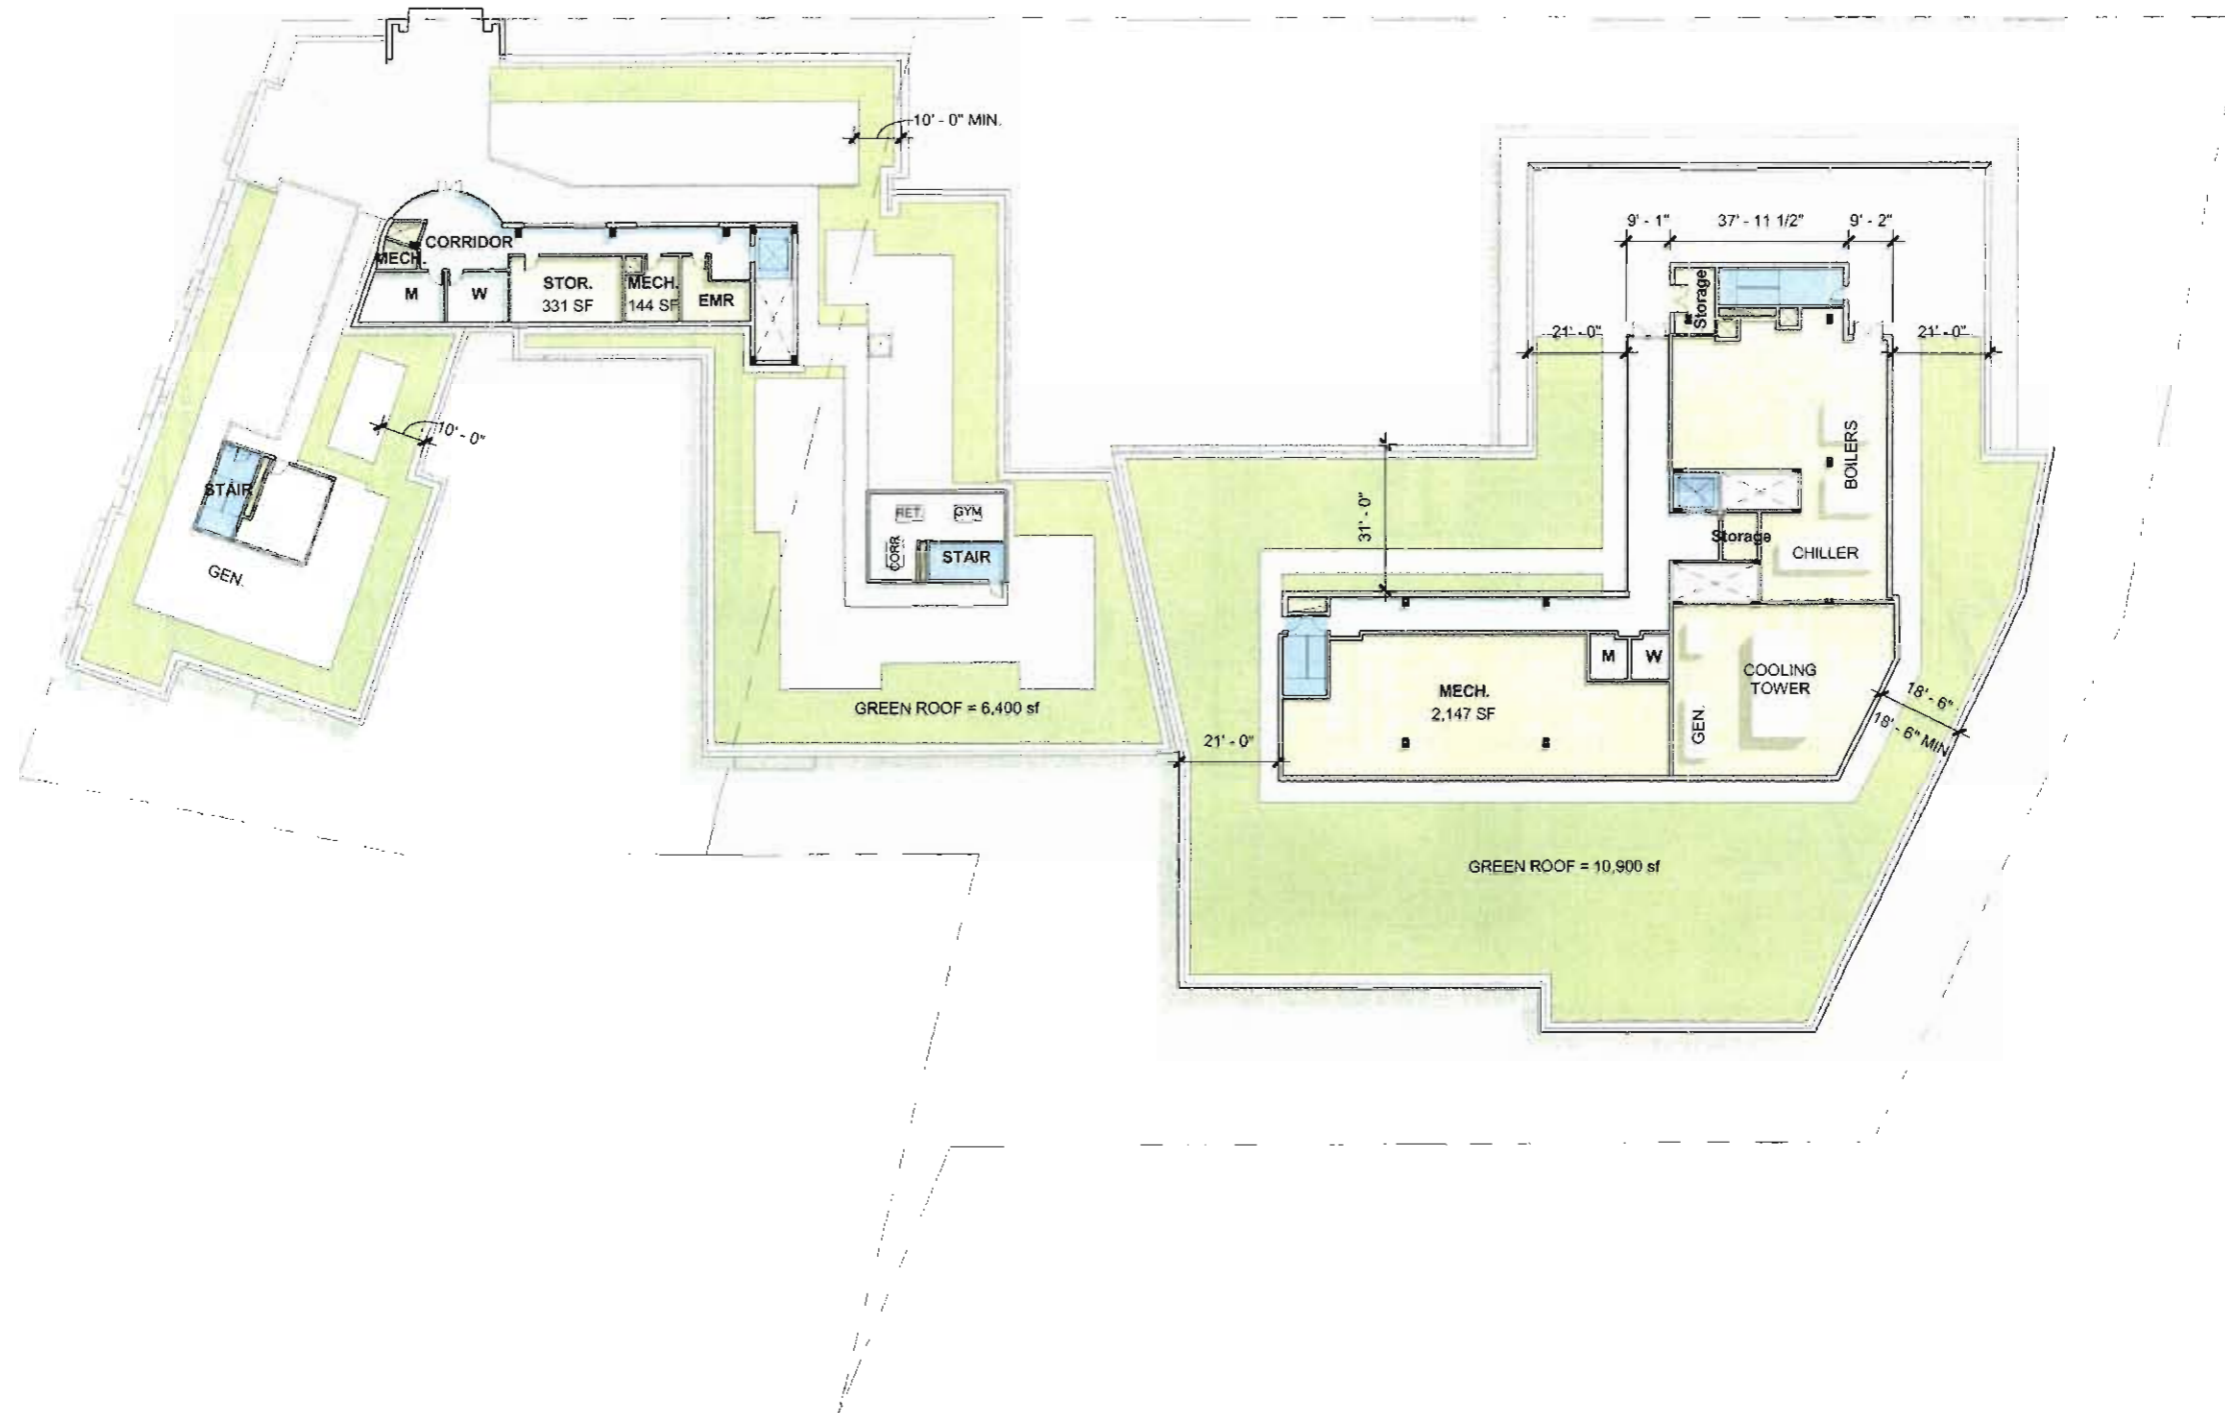 10' - 0" MIN.
CORRIDOR
MECH.
M
W
STOR.
331 SF
MECH.
144 SF
EMR
10' - 0"
STAIR
GEN.
RET.
GYM
CORR
STAIR
GREEN ROOF = 6,400 sf
9' - 1"
37' - 11 1/2"
9' - 2"
Storage
21' - 0"
21' - 0"
BOILERS
31' - 0"
Storage
CHILLER
M
W
COOLING
TOWER
MECH.
2,147 SF
GEN.
18' - 6"
18' - 6" MIN
21' - 0"
GREEN ROOF = 10,900 sf